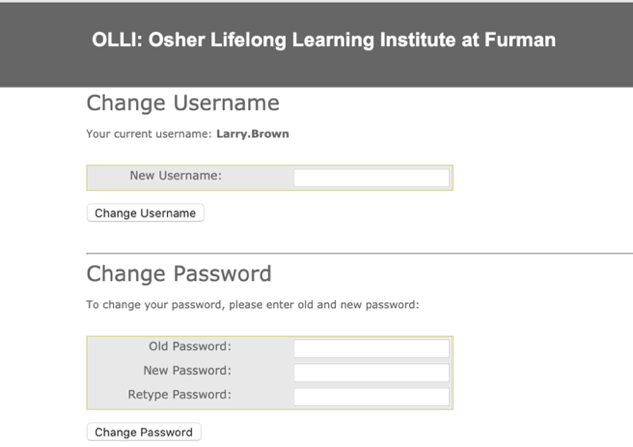 OLLI: Osher Lifelong Learning Institute at Furman
Change Username
Your current username: Larry.Brown
New Username:
Change Username
Change Password
To change your password, please enter old and new password:
Old Password:
New Password:
Retype Password:
Change Password